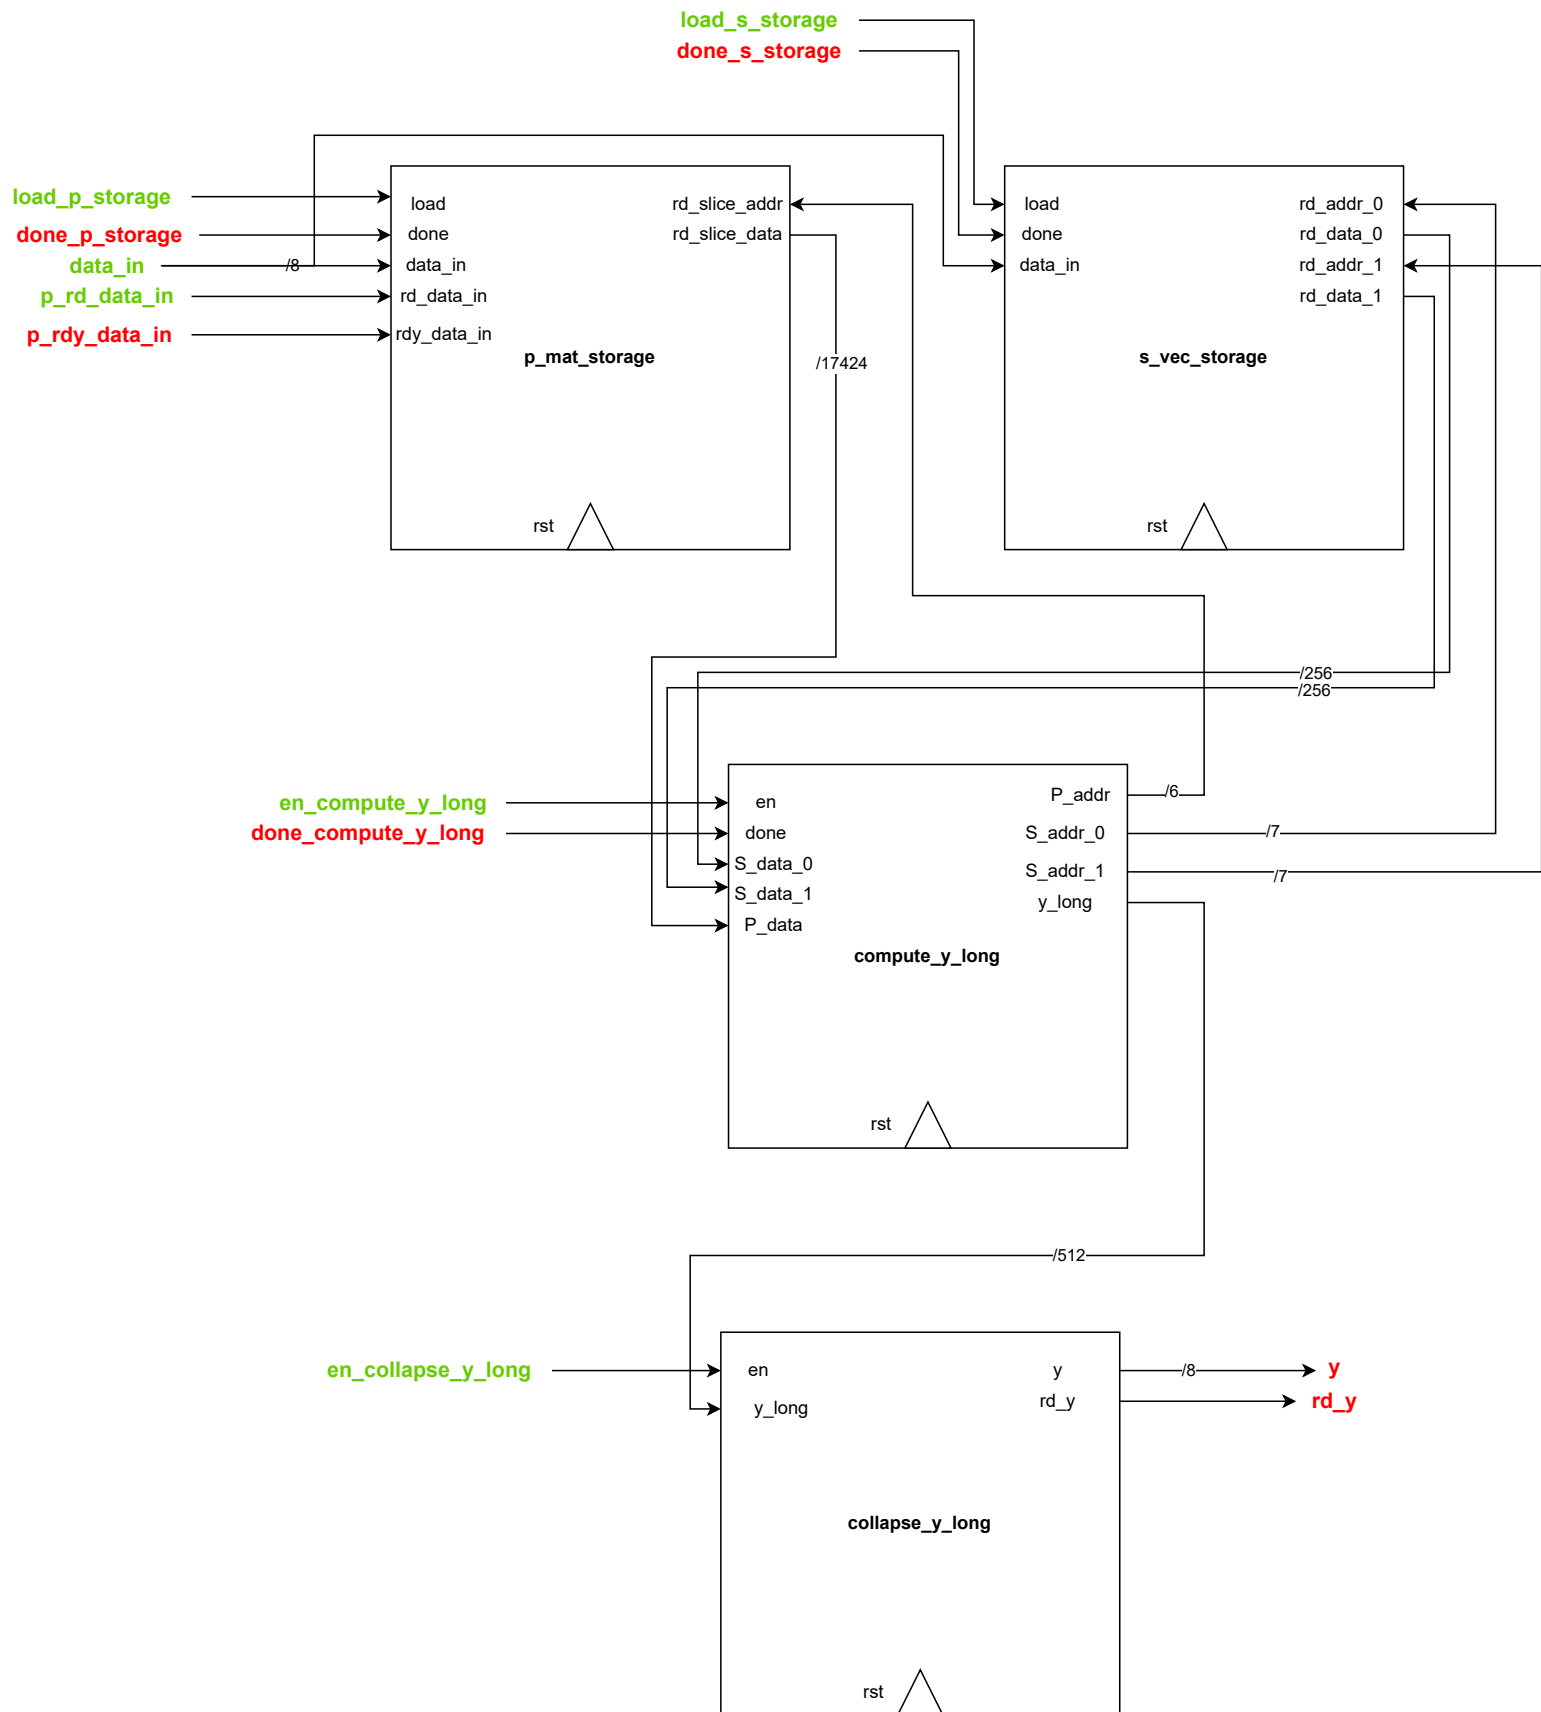 load_s_storage
done_s_storage
load_p_storage
done_p_storage
data_in
p_rd_data_in
p_rdy_data_in
/8
load
done
data_in
rd_data_in
rdy_data_in
rd_slice_addr
rd_slice_data
p_mat_storage
rst
/17424
load
done
data_in
rd_addr_0
rd_data_0
rd_addr_1
rd_data_1
s_vec_storage
rst
/256
/256
en_compute_y_long
done_compute_y_long
en
done
S_data_0
S_data_1
P_data
P_addr
S_addr_0
S_addr_1
y_long
/6
/7
/7
compute_y_long
rst
/512
en_collapse_y_long
en
y_long
y
rd_y
/8
y
rd_y
collapse_y_long
rst